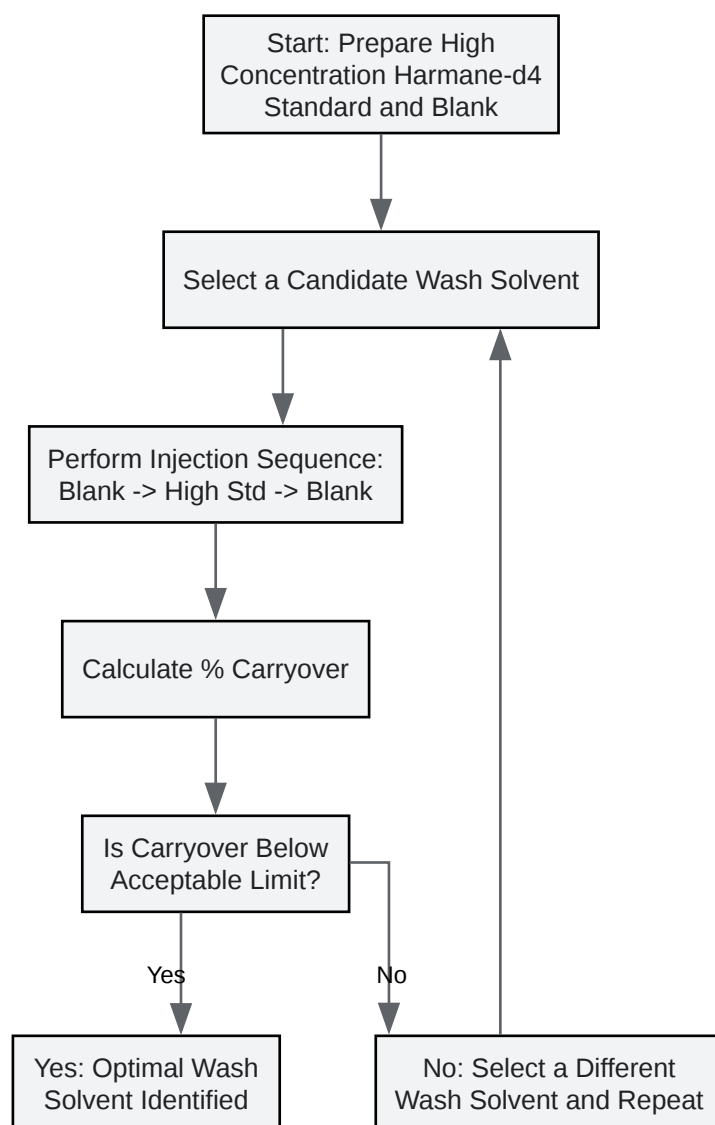 Start: Prepare High
Concentration Harmane-d4
Standard and Blank
Select a Candidate Wash Solvent
Perform Injection Sequence:
Blank -> High Std -> Blank
Calculate % Carryover
Is Carryover Below
Acceptable Limit?
Yes
No
Yes: Optimal Wash
Solvent Identified
No: Select a Different
Wash Solvent and Repeat